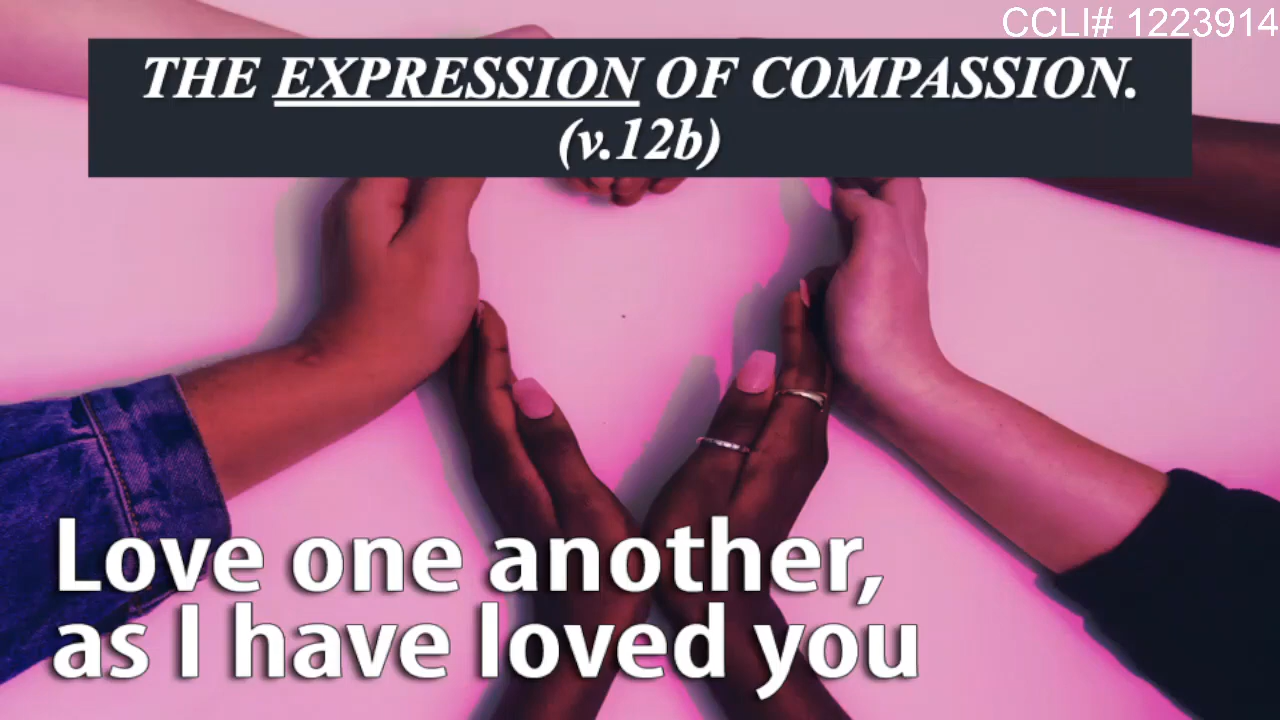 CCLI# 1223914
THE EXPRESSION OF COMPASSION.
(v.12b)
Love one another,
as I have loved you